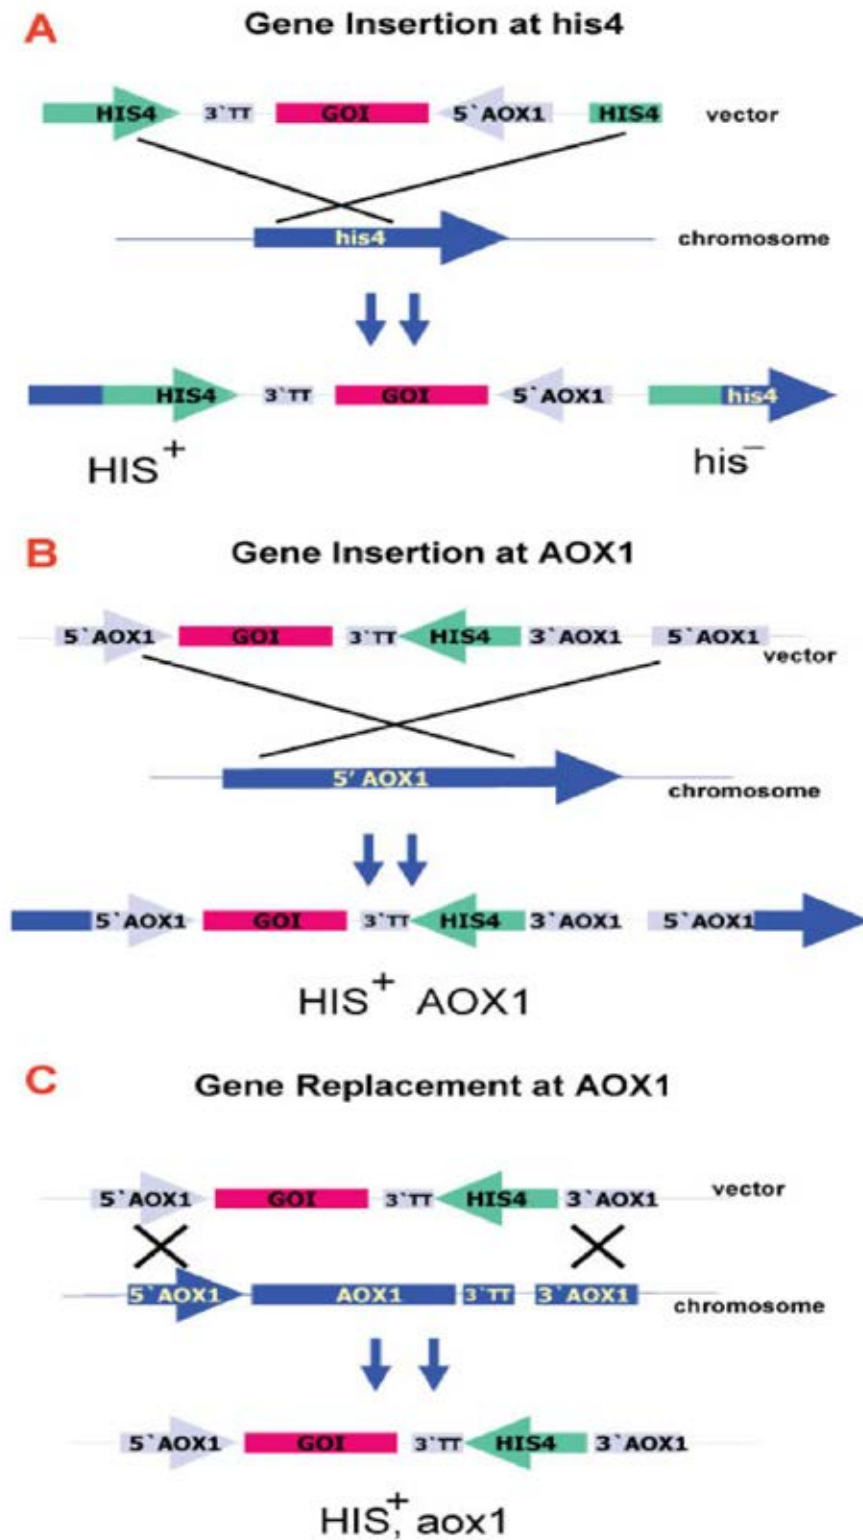 A
Gene Insertion at his4
HIS4 3`TT GOI 5`AOX1 HIS4 vector
his4 chromosome
HIS4 3`TT GOI 5`AOX1 his4
HIS+ his–
B
Gene Insertion at AOX1
5`AOX1 GOI 3`TT HIS4 3`AOX1 5`AOX1
vector
5' AOX1
chromosome
5`AOX1 GOI 3`TT HIS4 3`AOX1 5`AOX1
HIS+ AOX1
C
Gene Replacement at AOX1
5`AOX1 GOI 3`TT HIS4 3`AOX1 vector
5`AOX1 AOX1 3`TT 3`AOX1 chromosome
5`AOX1 GOI 3`TT HIS4 3`AOX1
HIS+, aox1